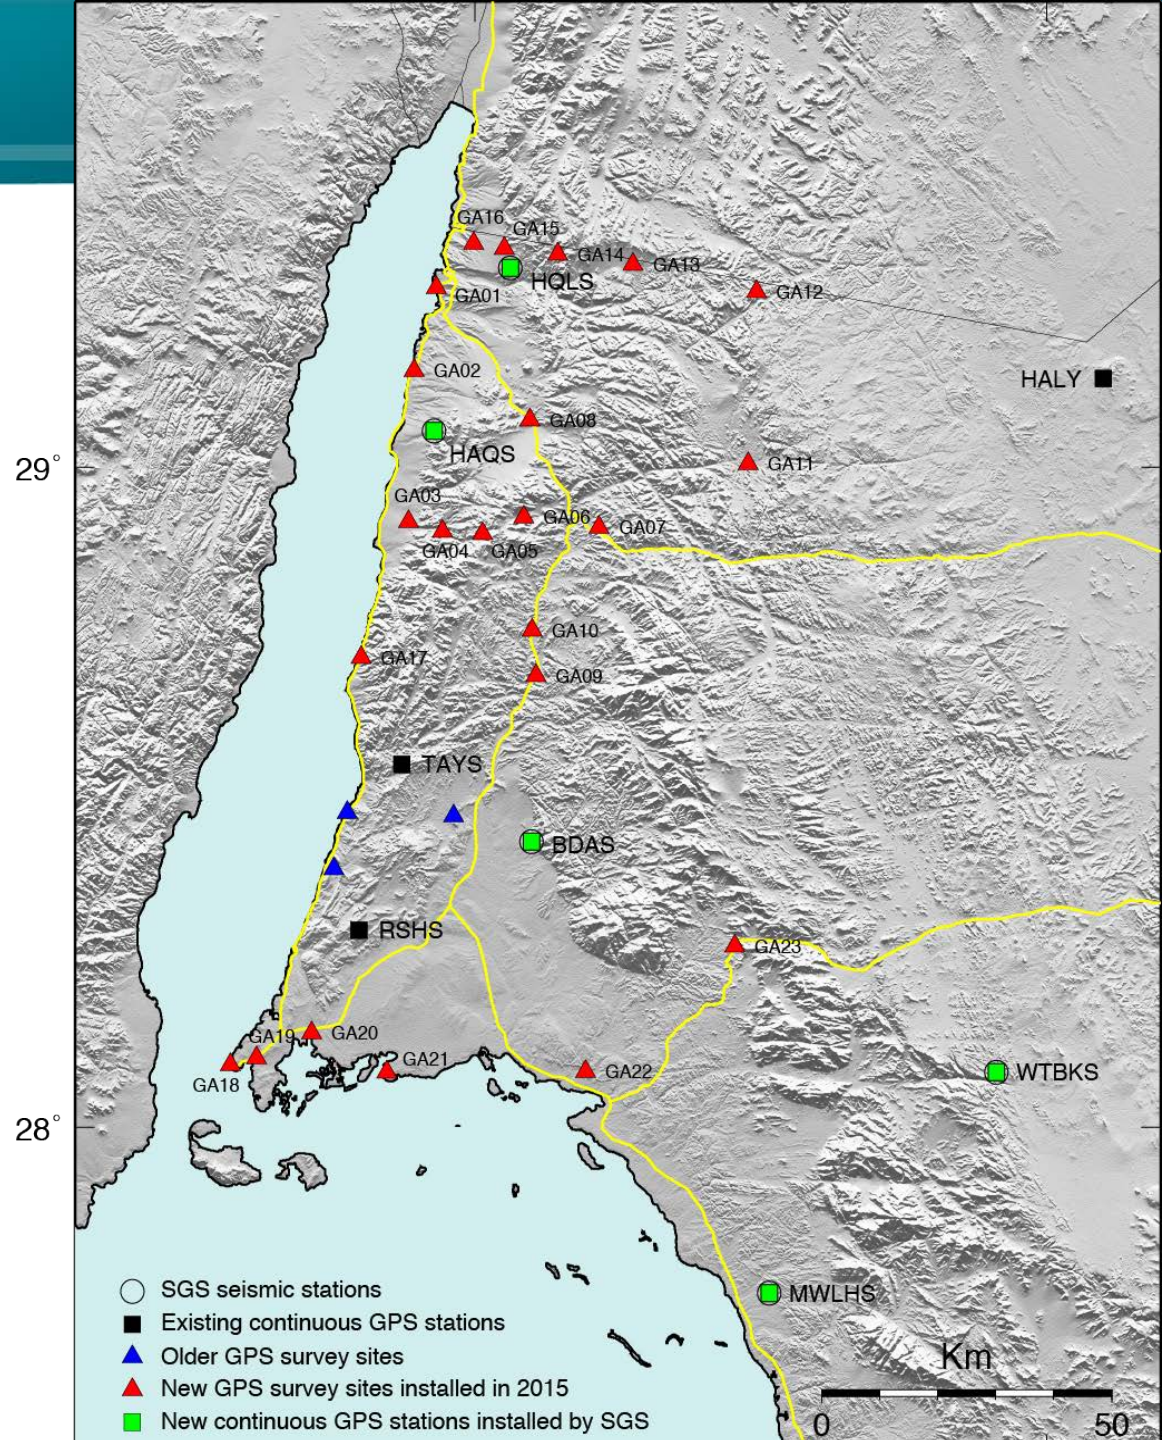 GA16
GA15
GA14
GA13
HQLS
GA01
GA12
GA02
HALY
GA08
HAQS
29°
GA11
GA03
GA06
GA07
GA04
GA05
GA10
GA17
GA09
TAYS
BDAS
RSHS
GA23
GA19
GA20
GA21
GA22
WTBKS
GA18
28°
SGS seismic stations
MWLHS
Existing continuous GPS stations
Older GPS survey sites
Km
New GPS survey sites installed in 2015
New continuous GPS stations installed by SGS
0 50